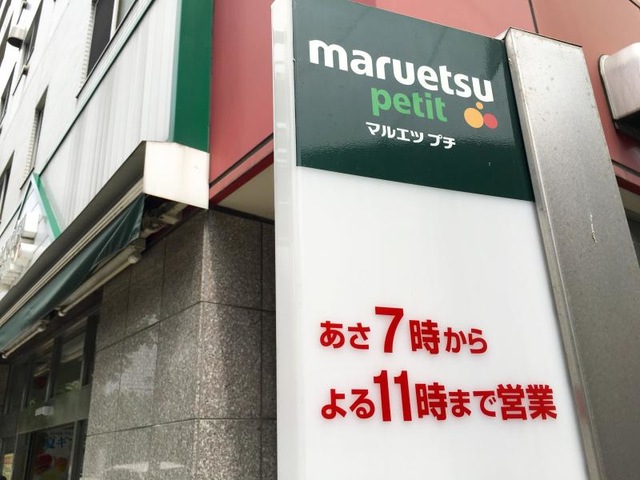 maruetsu
petit
マルエツ プチ
あさ7時から
よる11時まで営業